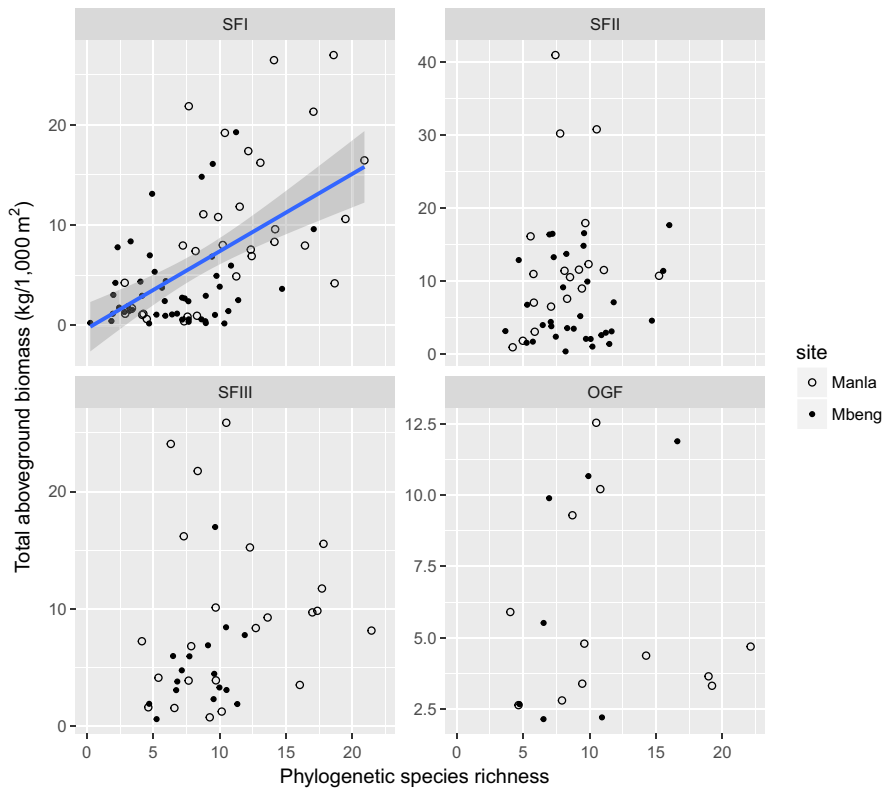 SFI
SFII
40
30
20
20
10
10
0
0
SFIII
OGF
12.5
20
10.0
7.5
10
5.0
2.5
0
0 5 10 15 20
0 5 10 15 20
Phylogenetic species richness
Total aboveground biomass (kg/1,000 m²)
site
Manla
Mbeng